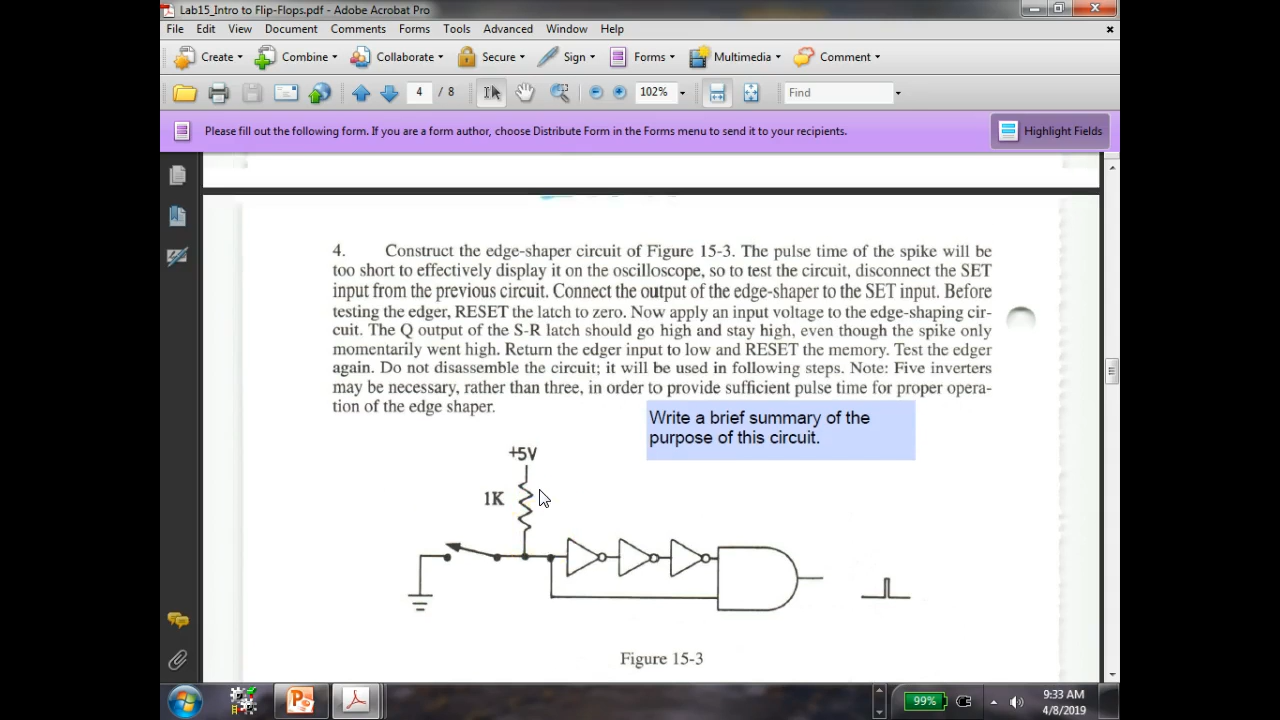 Lab15_Intro to Flip-Flops.pdf - Adobe Acrobat Pro
File Edit View Document Comments Forms Tools Advanced Window Help
Create Combine Collaborate Secure Sign Forms Multimedia Comment
4 / 8 102% Find
Please fill out the following form. If you are a form author, choose Distribute Form in the Forms menu to send it to your recipients.
Highlight Fields
4. Construct the edge-shaper circuit of Figure 15-3. The pulse time of the spike will be
too short to effectively display it on the oscilloscope, so to test the circuit, disconnect the SET
input from the previous circuit. Connect the output of the edge-shaper to the SET input. Before
testing the edger, RESET the latch to zero. Now apply an input voltage to the edge-shaping cir-
cuit. The Q output of the S-R latch should go high and stay high, even though the spike only
momentarily went high. Return the edger input to low and RESET the memory. Test the edger
again. Do not disassemble the circuit; it will be used in following steps. Note: Five inverters
may be necessary, rather than three, in order to provide sufficient pulse time for proper opera-
tion of the edge shaper.
Write a brief summary of the
purpose of this circuit.
+5V
1K
Figure 15-3
99%
9:33 AM
4/8/2019